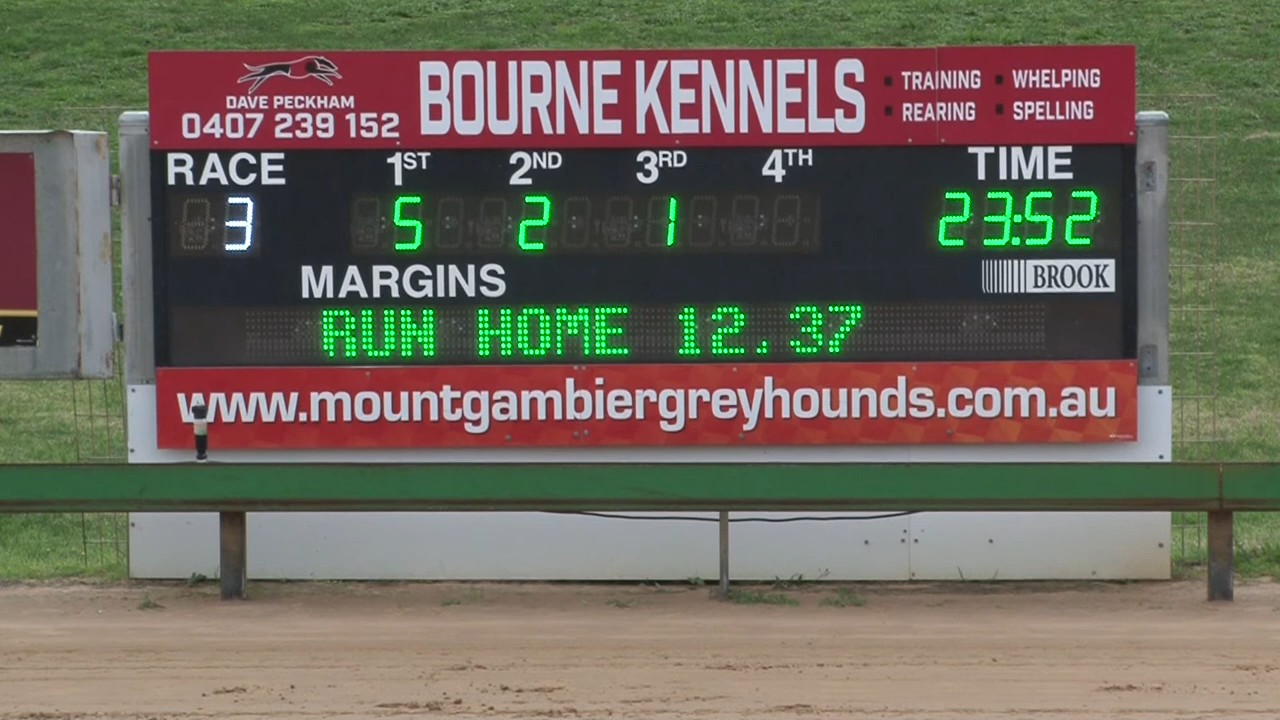 DAVE PECKHAM
0407 239 152
BOURNE KENNELS
▪ TRAINING ▪ WHELPING
▪ REARING ▪ SPELLING
RACE 1ST 2ND 3RD 4TH TIME
3 5 2 1 23:52
MARGINS
BROOK
RUN HOME 12.37
www.mountgambiergreyhounds.com.au